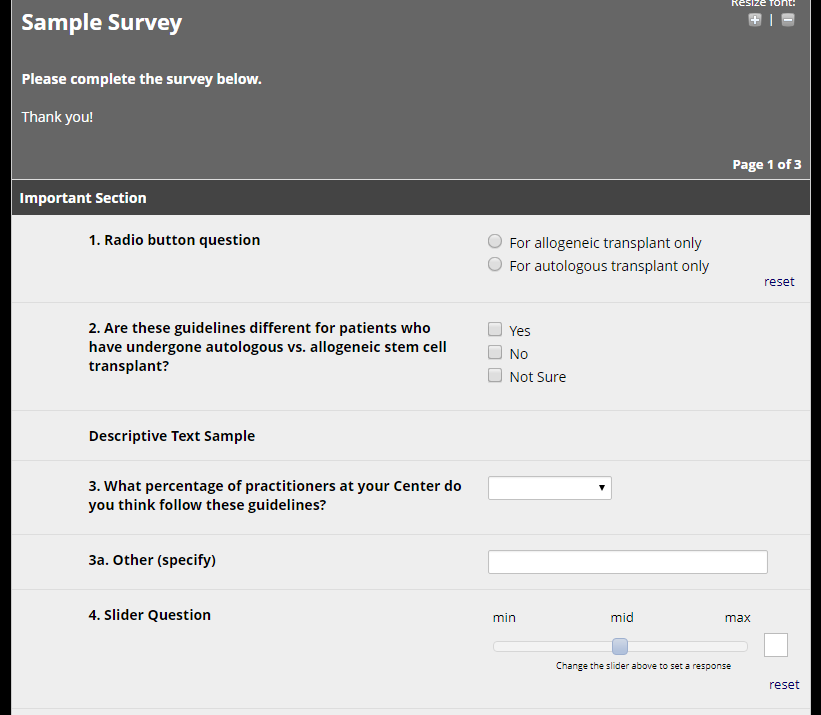 Resize font:
Sample Survey
+ | −
Please complete the survey below.
Thank you!
Page 1 of 3
Important Section
1. Radio button question
For allogeneic transplant only
For autologous transplant only
reset
2. Are these guidelines different for patients who
have undergone autologous vs. allogeneic stem cell
transplant?
Yes
No
Not Sure
Descriptive Text Sample
3. What percentage of practitioners at your Center do
you think follow these guidelines?
3a. Other (specify)
4. Slider Question
min mid max
Change the slider above to set a response
reset